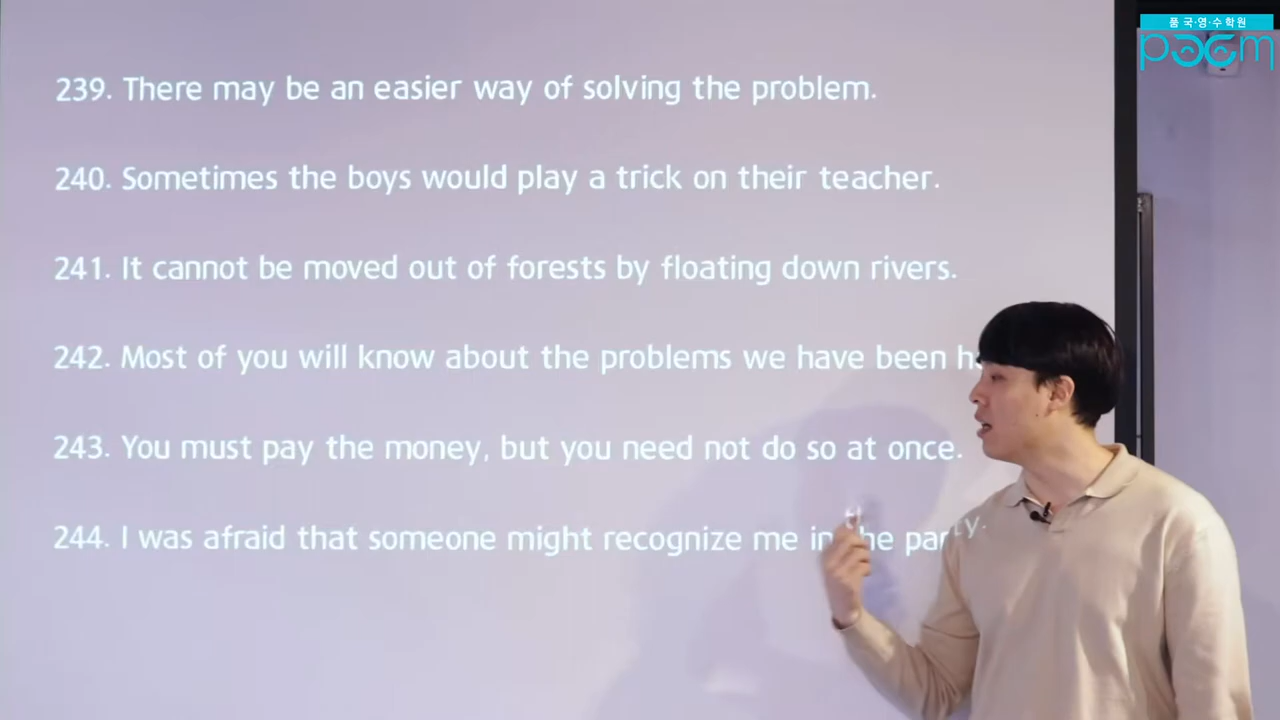 품 국·영·수학원
poem
239. There may be an easier way of solving the problem.
240. Sometimes the boys would play a trick on their teacher.
241. It cannot be moved out of forests by floating down rivers.
242. Most of you will know about the problems we have been
243. You must pay the money, but you need not do so at once.
244. I was afraid that someone might recognize me in the party.